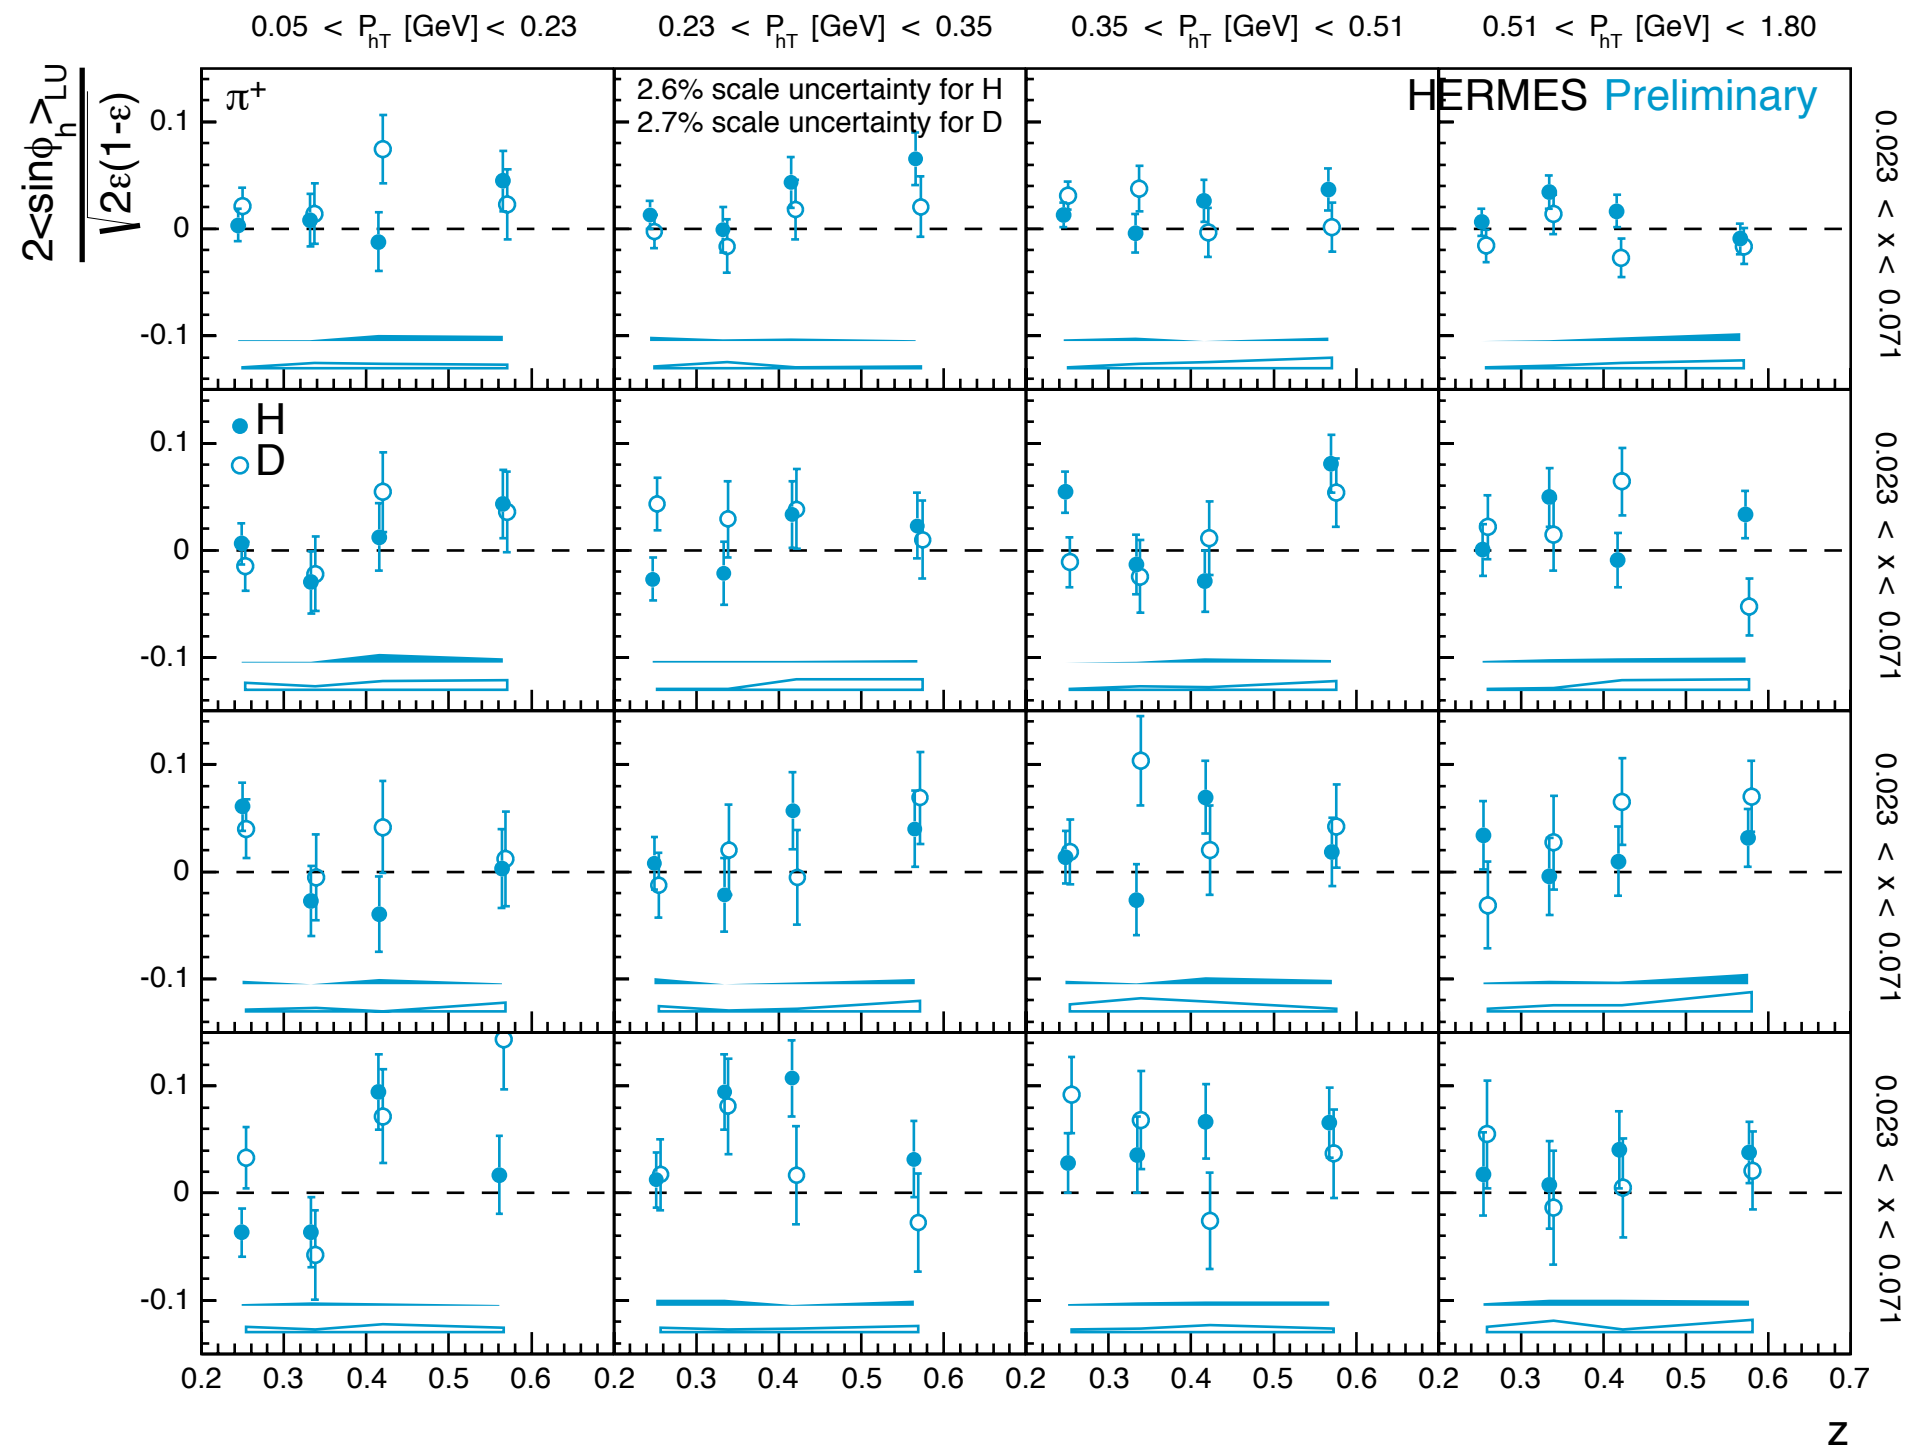 0.05 < P_hT [GeV] < 0.23
0.23 < P_hT [GeV] < 0.35
0.35 < P_hT [GeV] < 0.51
0.51 < P_hT [GeV] < 1.80
2<sinϕ_h>_LU
√2ε(1-ε)
π⁺
2.6% scale uncertainty for H
2.7% scale uncertainty for D
HERMES Preliminary
0.1
0
-0.1
0.023 < x < 0.071
H
D
0.1
0
-0.1
0.023 < x < 0.071
0.1
0
-0.1
0.023 < x < 0.071
0.1
0
-0.1
0.023 < x < 0.071
0.2 0.3 0.4 0.5 0.6 0.2 0.3 0.4 0.5 0.6 0.2 0.3 0.4 0.5 0.6 0.2 0.3 0.4 0.5 0.6 0.7
z